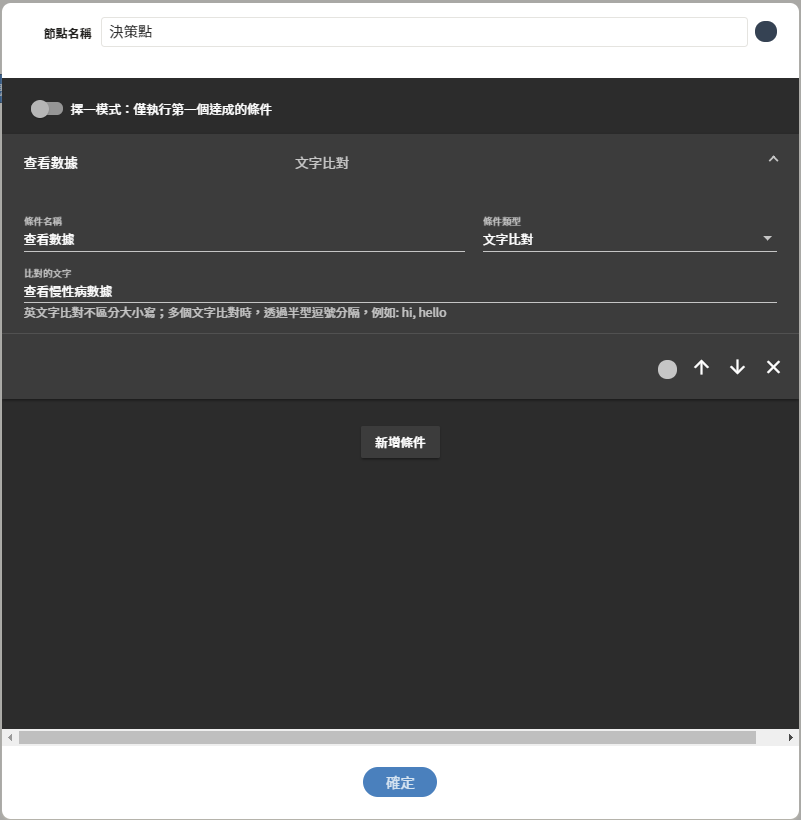 節點名稱
決策點
擇一模式：僅執行第一個達成的條件
查看數據
文字比對
條件名稱
條件類型
查看數據
文字比對
比對的文字
查看慢性病數據
英文字比對不區分大小寫；多個文字比對時，透過半型逗號分隔，例如: hi, hello
新增條件
確定